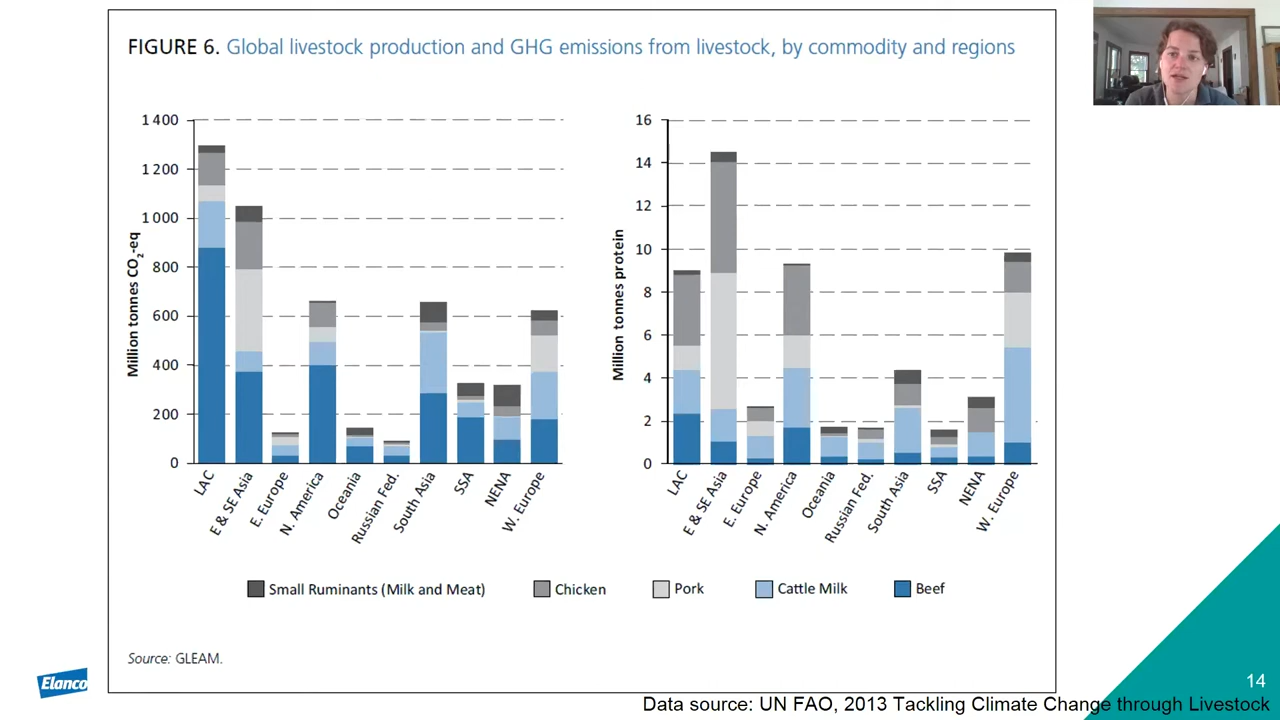 FIGURE 6. Global livestock production and GHG emissions from livestock, by commodity and regions
Million tonnes CO2-eq
1 400
1 200
1 000
800
600
400
200
0
LAC
E & SE Asia
E. Europe
N. America
Oceania
Russian Fed.
South Asia
SSA
NENA
W. Europe
Million tonnes protein
16
14
12
10
8
6
4
2
0
LAC
E & SE Asia
E. Europe
N. America
Oceania
Russian Fed.
South Asia
SSA
NENA
W. Europe
Small Ruminants (Milk and Meat) Chicken Pork Cattle Milk Beef
Source: GLEAM.
Elanco
14
Data source: UN FAO, 2013 Tackling Climate Change through Livestock